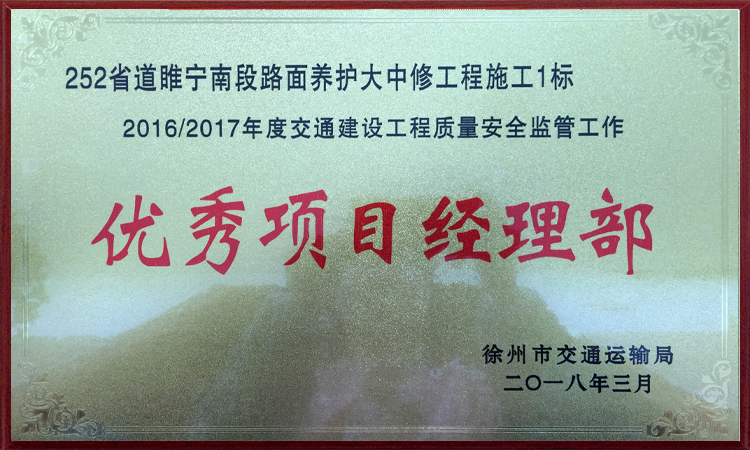 252省道睢宁南段路面养护大中修工程施工1标
2016/2017年度交通建设工程质量安全监管工作
优秀项目经理部
徐州市交通运输局
二〇一八年三月